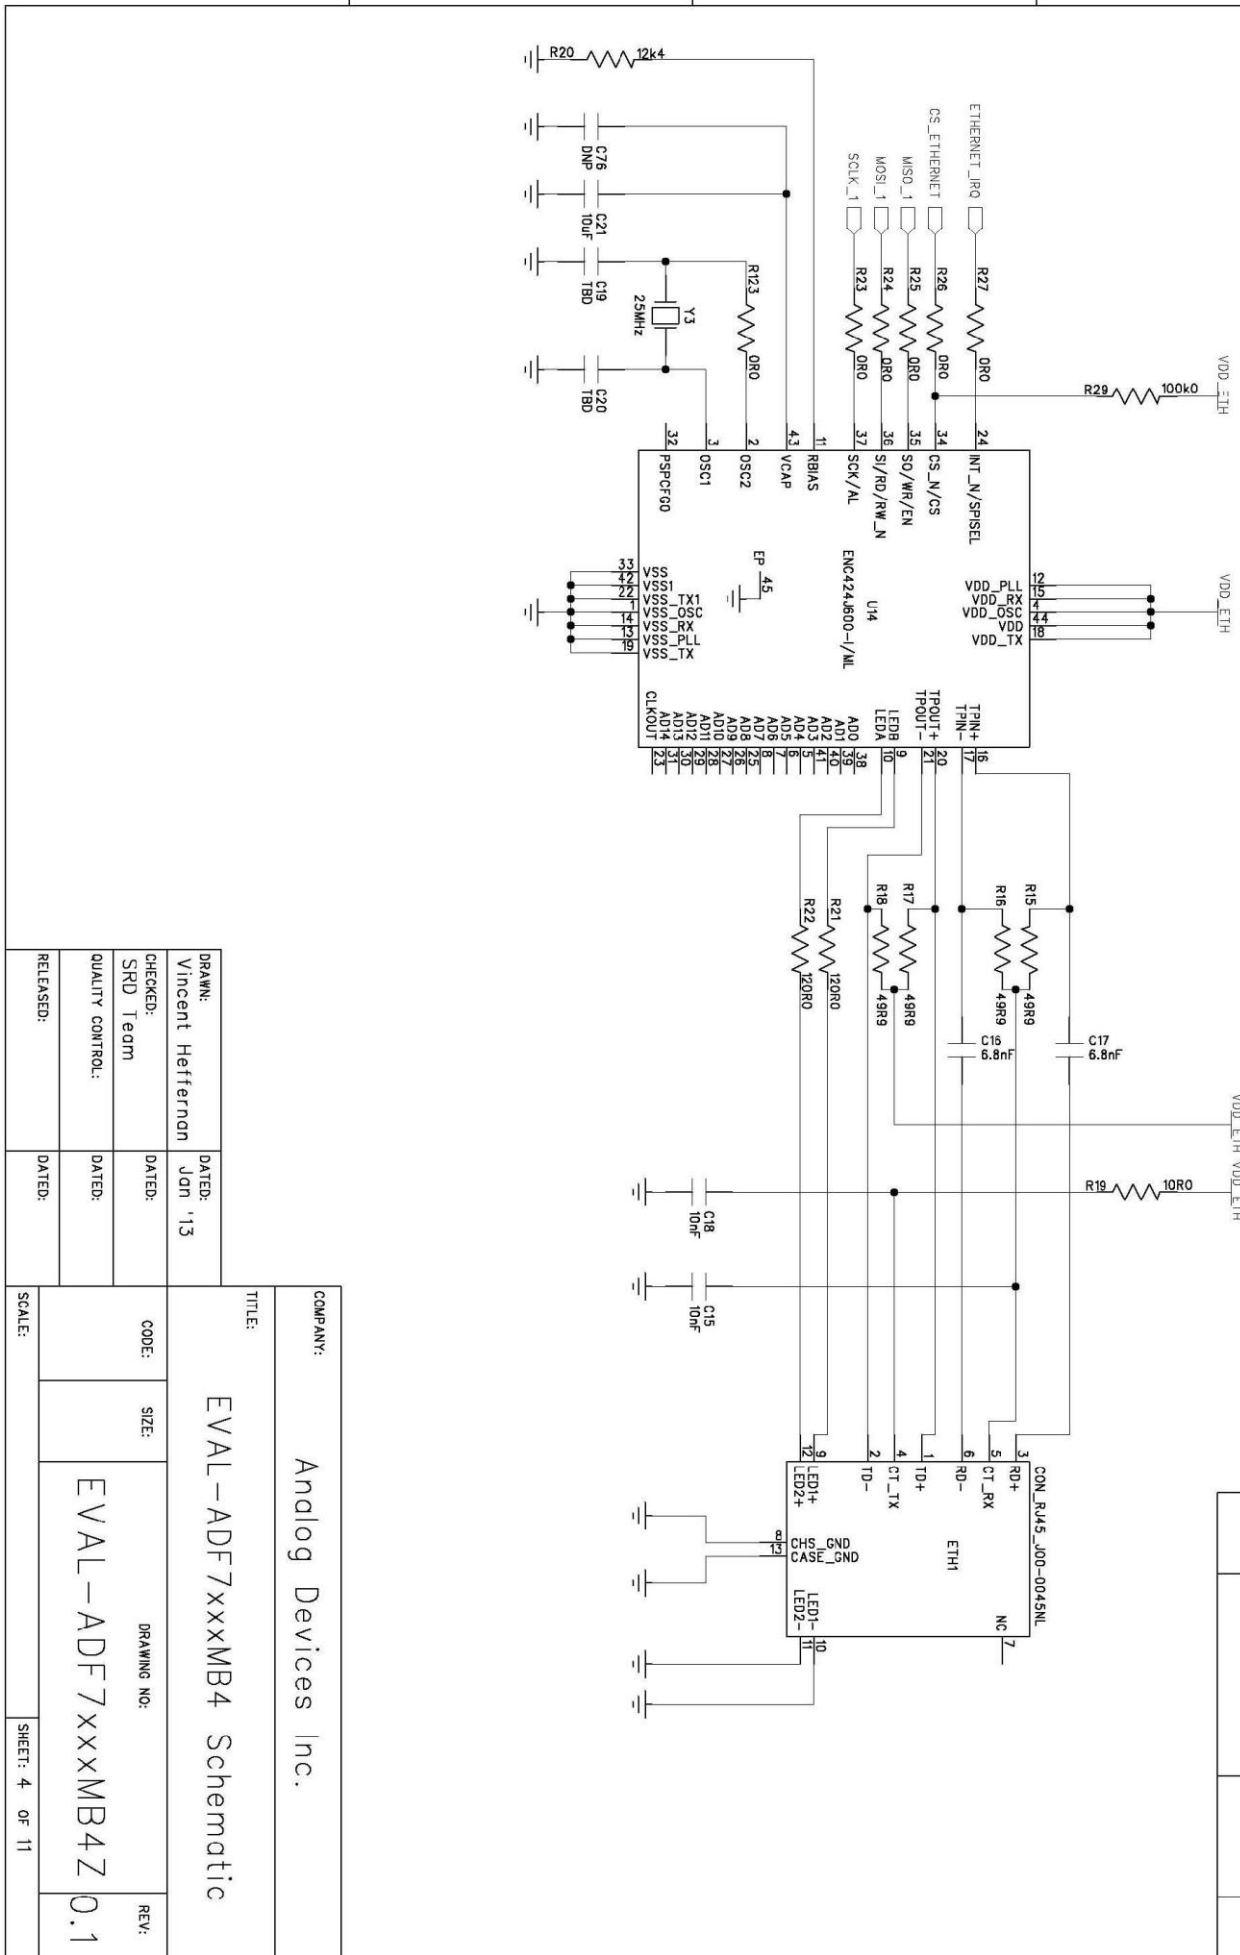 VDD_ETH
VDD_ETH
VDD_ETH
VDD_ETH
R29
100k0
R19
10R0
ETHERNET_IRQ
CS_ETHERNET
MISO_1
MOSI_1
SCLK_1
R27
0R0
R26
0R0
R25
0R0
R24
0R0
R23
0R0
R123
0R0
R20
12k4
C76
DNP
C21
10uF
C19
TBD
C20
TBD
Y3
25MHz
24
INT_N/SPISEL
34
CS_N/CS
35
SO/WR/EN
36
SI/RD/RW_N
37
SCK/AL
11
RBIAS
43
VCAP
2
OSC2
3
OSC1
32
PSPCFG0
U14
ENC424J600-I/ML
EP
45
VDD_PLL
12
VDD_RX
15
VDD_OSC
4
VDD
44
VDD_TX
18
33
VSS
42
VSS1
22
VSS_TX1
1
VSS_OSC
14
VSS_RX
13
VSS_PLL
19
VSS_TX
TPIN+
16
TPIN-
17
TPOUT+
20
TPOUT-
21
LEDB
9
LEDA
10
AD0
38
AD1
39
AD2
40
AD3
41
AD4
5
AD5
6
AD6
7
AD7
8
AD8
25
AD9
26
AD10
27
AD11
28
AD12
29
AD13
30
AD14
31
CLKOUT
23
R15
49R9
R16
49R9
R17
49R9
R18
49R9
R21
120R0
R22
120R0
C17
6.8nF
C16
6.8nF
C18
10nF
C15
10nF
CON_RJ45_J00-0045NL
ETH1
3
RD+
5
CT_RX
6
RD-
1
TD+
4
CT_TX
2
TD-
9
LED1+
12
LED2+
8
CHS_GND
13
CASE_GND
NC
7
LED1-
10
LED2-
11
COMPANY:
Analog Devices Inc.
TITLE:
EVAL-ADF7xxxMB4 Schematic
DRAWN:
Vincent Heffernan
DATED:
Jan '13
CHECKED:
SRD Team
DATED:
QUALITY CONTROL:
DATED:
RELEASED:
DATED:
CODE:
SIZE:
DRAWING NO:
REV:
EVAL-ADF7xxxMB4Z
0.1
SCALE:
SHEET: 4 OF 11